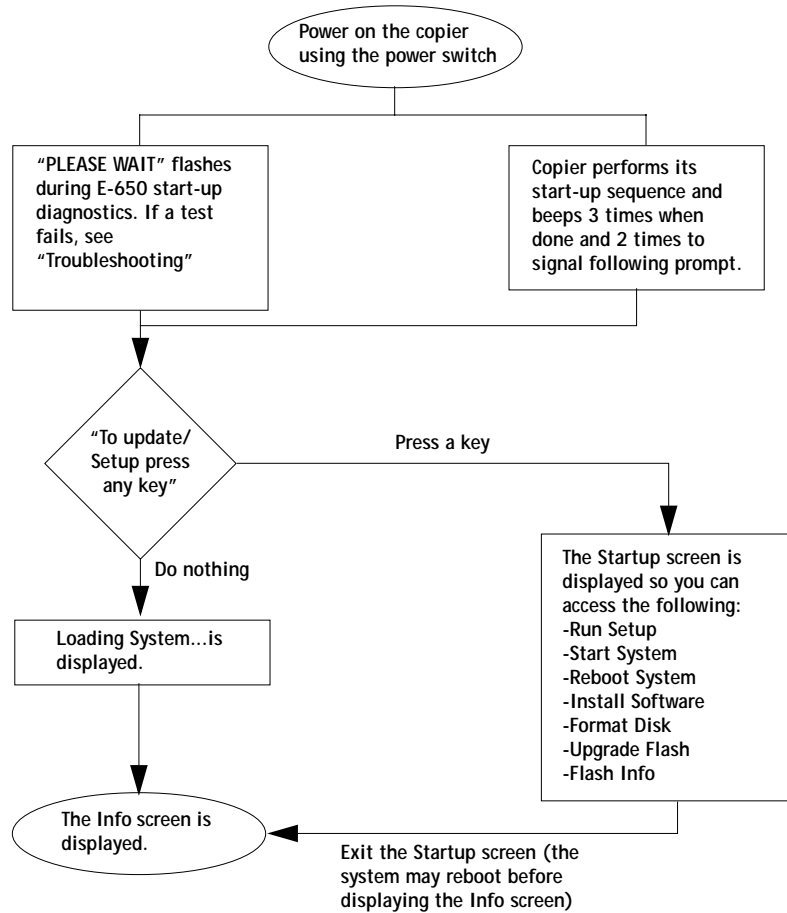 Power on the copier
using the power switch
“PLEASE WAIT” flashes
during E-650 start-up
diagnostics. If a test
fails, see
“Troubleshooting”
Copier performs its
start-up sequence and
beeps 3 times when
done and 2 times to
signal following prompt.
“To update/
Setup press
any key”
Press a key
Do nothing
Loading System...is
displayed.
The Startup screen is
displayed so you can
access the following:
-Run Setup
-Start System
-Reboot System
-Install Software
-Format Disk
-Upgrade Flash
-Flash Info
The Info screen is
displayed.
Exit the Startup screen (the
system may reboot before
displaying the Info screen)